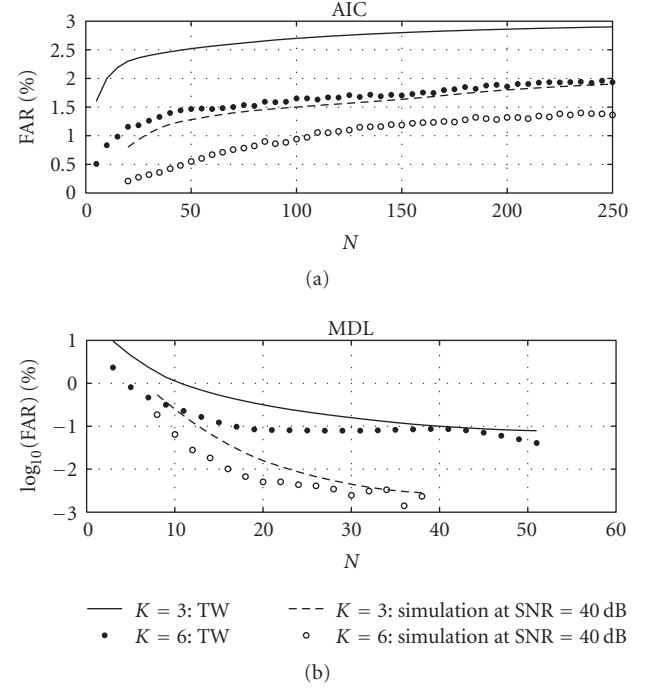 AIC
3
2.5
2
1.5
1
0.5
0
FAR (%)
0 50 100 150 200 250
N
(a)
MDL
1
0
−1
−2
−3
log10(FAR) (%)
0 10 20 30 40 50 60
N
K = 3: TW
K = 6: TW
K = 3: simulation at SNR = 40 dB
K = 6: simulation at SNR = 40 dB
(b)